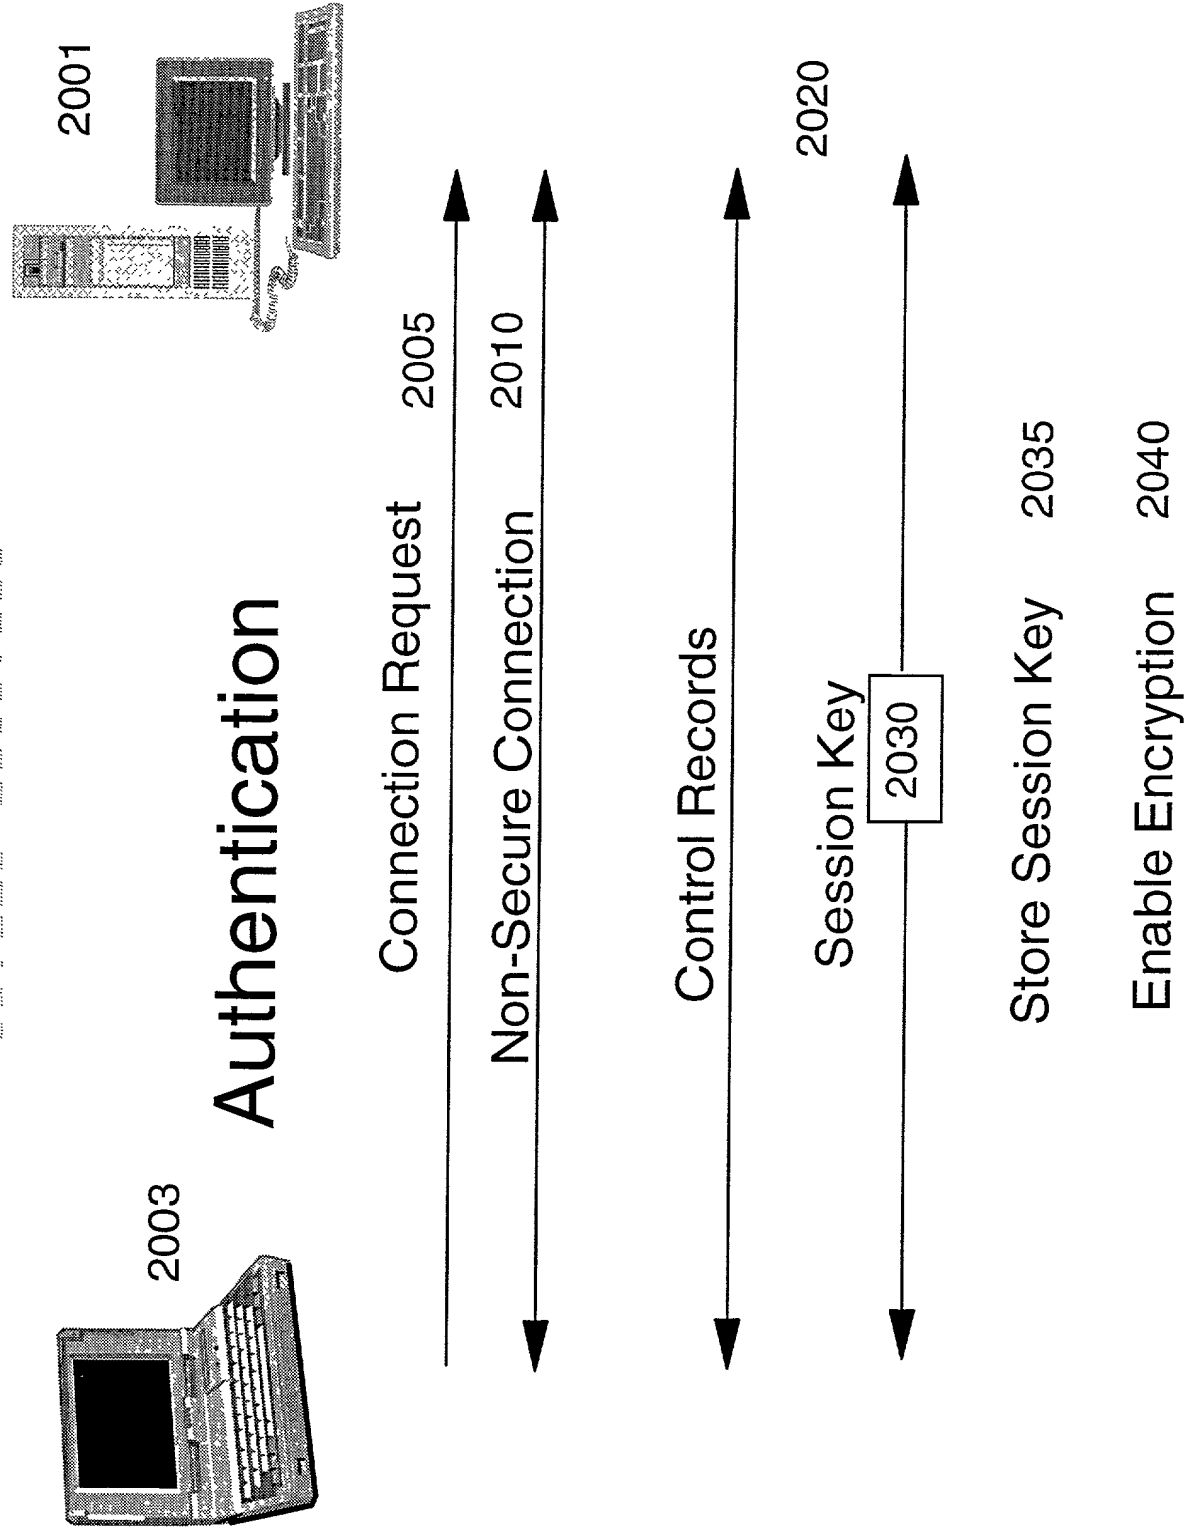 2003
2001
Authentication
Connection Request 2005
Non-Secure Connection 2010
Control Records
2020
Session Key
2030
Store Session Key 2035
Enable Encryption 2040